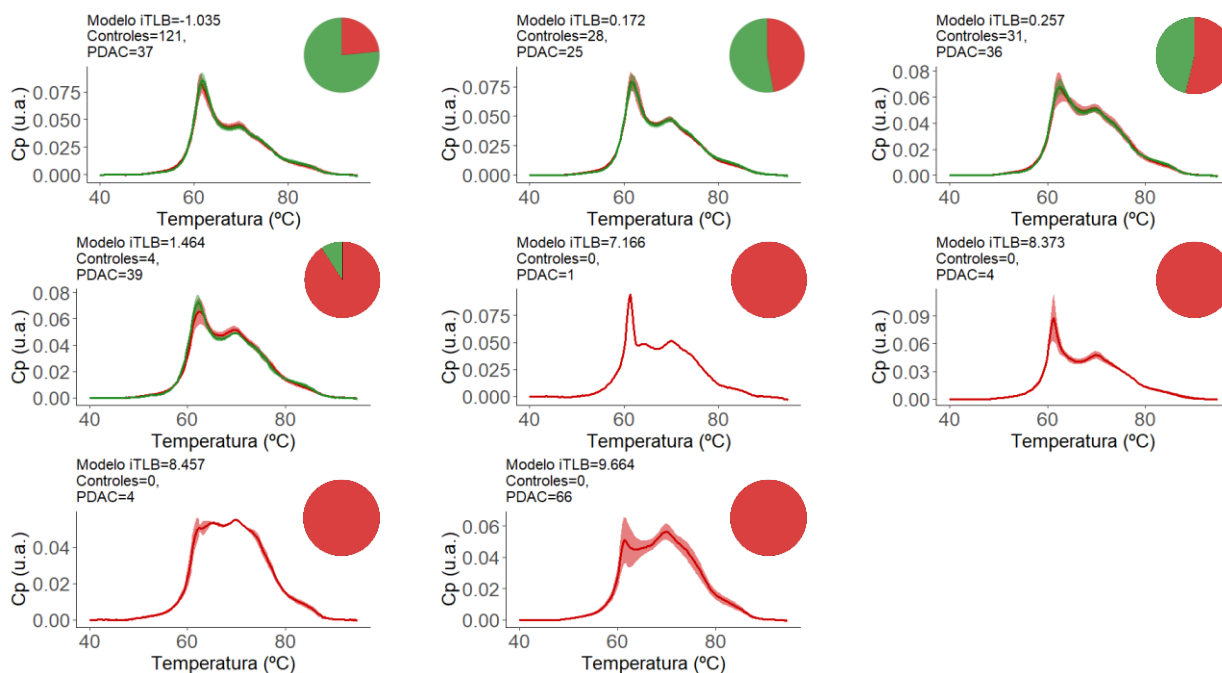 Modelo iTLB=-1.035
Controles=121,
PDAC=37
0.075
0.050
0.025
0.000
Cp (u.a.)
40 60 80
Temperatura (ºC)
Modelo iTLB=0.172
Controles=28,
PDAC=25
0.075
0.050
0.025
0.000
Cp (u.a.)
40 60 80
Temperatura (ºC)
Modelo iTLB=0.257
Controles=31,
PDAC=36
0.08
0.06
0.04
0.02
0.00
Cp (u.a.)
40 60 80
Temperatura (ºC)
Modelo iTLB=1.464
Controles=4,
PDAC=39
0.08
0.06
0.04
0.02
0.00
Cp (u.a.)
40 60 80
Temperatura (ºC)
Modelo iTLB=7.166
Controles=0,
PDAC=1
0.075
0.050
0.025
0.000
Cp (u.a.)
40 60 80
Temperatura (ºC)
Modelo iTLB=8.373
Controles=0,
PDAC=4
0.09
0.06
0.03
0.00
Cp (u.a.)
40 60 80
Temperatura (ºC)
Modelo iTLB=8.457
Controles=0,
PDAC=4
0.04
0.02
0.00
Cp (u.a.)
40 60 80
Temperatura (ºC)
Modelo iTLB=9.664
Controles=0,
PDAC=66
0.06
0.04
0.02
0.00
Cp (u.a.)
40 60 80
Temperatura (ºC)